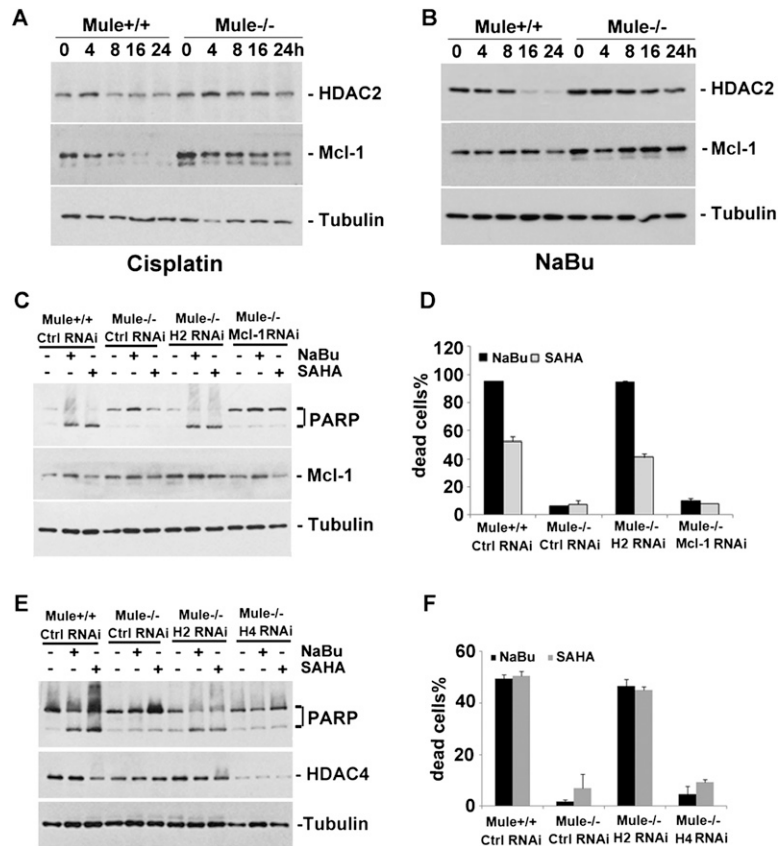 A
Mule+/+ Mule-/-
0 4 8 16 24 0 4 8 16 24h
- HDAC2
- Mcl-1
- Tubulin
Cisplatin
B
Mule+/+ Mule-/-
0 4 8 16 24 0 4 8 16 24h
- HDAC2
- Mcl-1
- Tubulin
NaBu
C
Mule+/+ Mule-/- Mule-/- Mule-/-
Ctrl RNAi Ctrl RNAi H2 RNAi Mcl-1RNAi
- + - - + - - + - - + - NaBu
- - + - - + - - + - - + SAHA
PARP
- Mcl-1
- Tubulin
D
NaBu SAHA
dead cells%
120
100
80
60
40
20
0
Mule+/+ Mule-/- Mule-/- Mule-/-
Ctrl RNAi Ctrl RNAi H2 RNAi Mcl-1 RNAi
E
Mule+/+ Mule-/- Mule-/- Mule-/-
Ctrl RNAi Ctrl RNAi H2 RNAi H4 RNAi
- + - - + - - + - - + - NaBu
- - + - - + - - + - - + SAHA
PARP
- HDAC4
-Tubulin
F
NaBu SAHA
dead cells%
60
40
20
0
Mule+/+ Mule-/- Mule-/- Mule-/-
Ctrl RNAi Ctrl RNAi H2 RNAi H4 RNAi